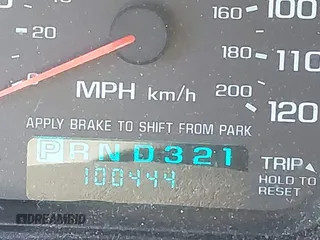 160 100
20 180 110
MPH km/h 200 120
APPLY BRAKE TO SHIFT FROM PARK
PRND321 TRIP
100444 HOLD TO
RESET
DREAMBID